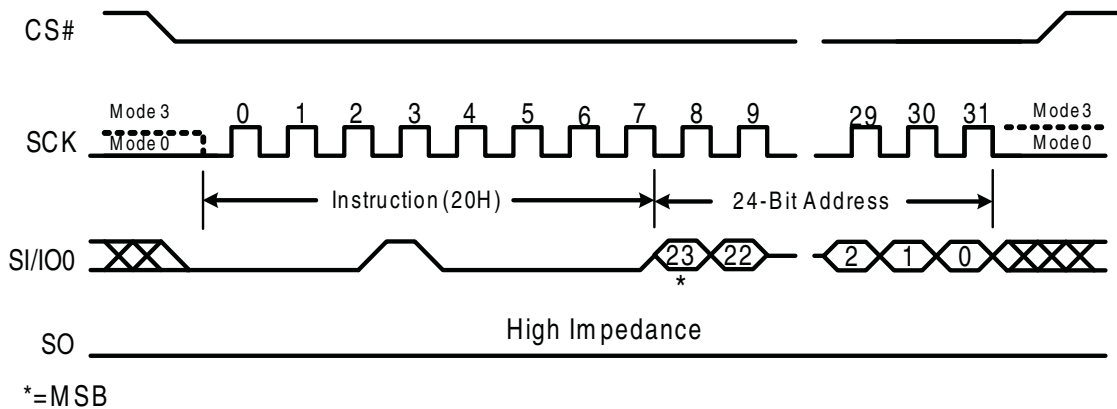 CS#
Mode 3
0 1 2 3 4 5 6 7 8 9 29 30 31
Mode 3
SCK
Mode 0
Mode 0
Instruction (20H)
24-Bit Address
SI/IO0
23 22 2 1 0
*
High Impedance
SO
*=MSB